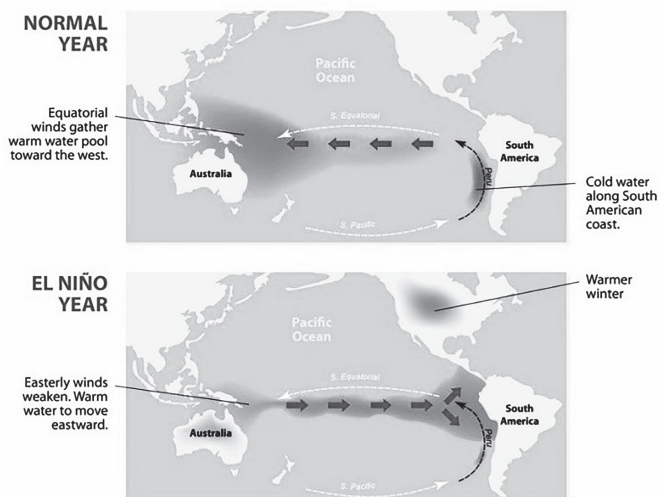 NORMAL
YEAR
Pacific
Ocean
Equatorial
winds gather
warm water pool
toward the west.
S. Equatorial
South
America
Australia
Peru
Cold water
along South
American
coast.
S. Pacific
EL NIÑO
YEAR
Warmer
winter
Pacific
Ocean
Easterly winds
weaken. Warm
water to move
eastward.
S. Equatorial
South
America
Australia
Peru
S. Pacific